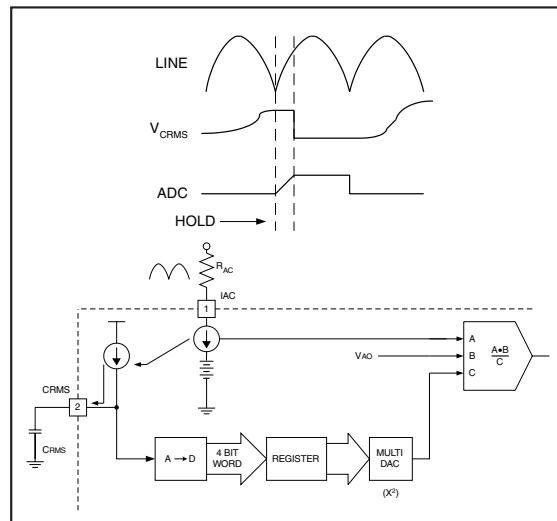 LINE
VCRMS
ADC
HOLD
RAC
IAC
1
A
VAO
B
A•B
C
C
CRMS
2
CRMS
A → D
4 BIT
WORD
REGISTER
MULTI
DAC
(X²)